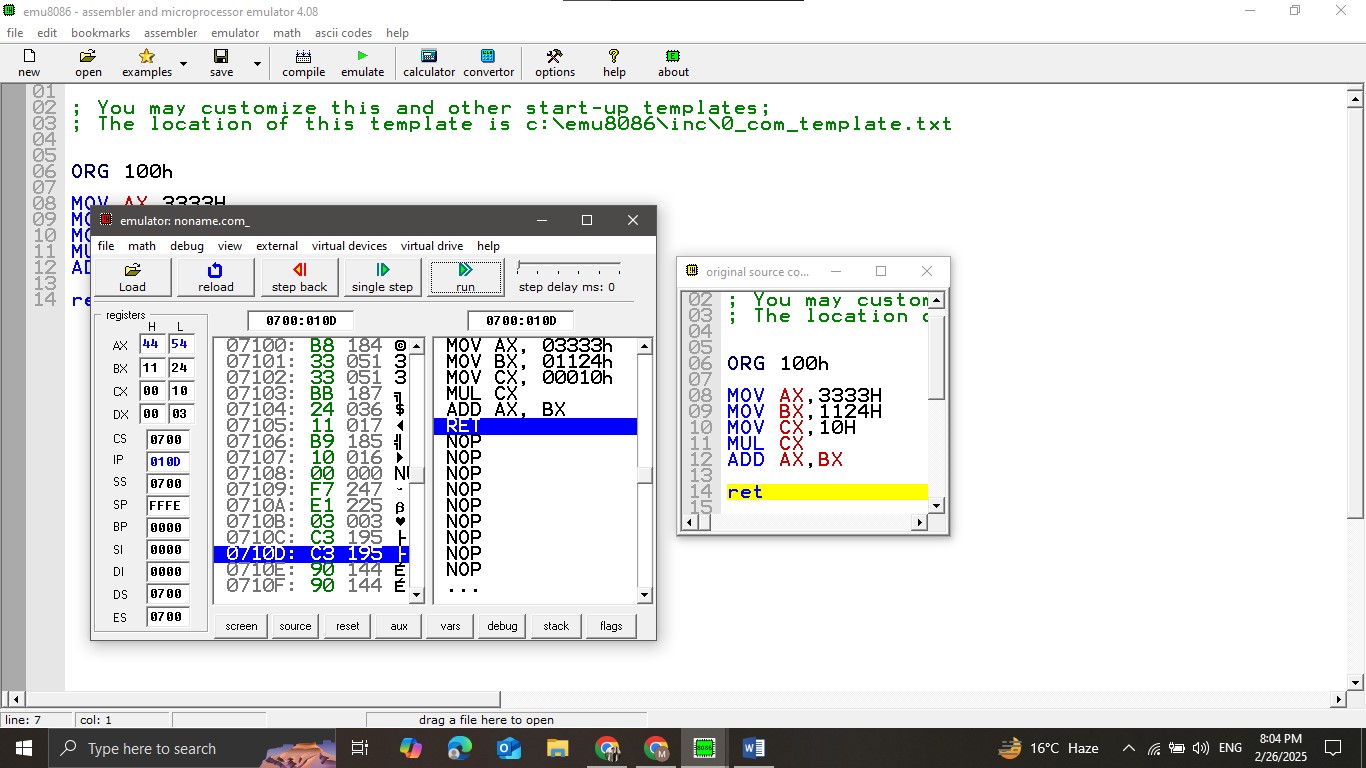 emu8086 - assembler and microprocessor emulator 4.08
file edit bookmarks assembler emulator math ascii codes help
new open examples save compile emulate calculator convertor options help about
01
02 ; You may customize this and other start-up templates;
03 ; The location of this template is c:\emu8086\inc\0_com_template.txt
04
05
06 ORG 100h
07
08 MOV AX,3333H
09
10
11
12
13
14
emulator: noname.com_
file math debug view external virtual devices virtual drive help
Load reload step back single step run step delay ms: 0
registers
H L
AX 44 54
BX 11 24
CX 00 10
DX 00 03
CS 0700
IP 010D
SS 0700
SP FFFE
BP 0000
SI 0000
DI 0000
DS 0700
ES 0700
0700:010D
07100: B8 184
07101: 33 051 3
07102: 33 051 3
07103: BB 187 ╗
07104: 24 036 $
07105: 11 017 ◄
07106: B9 185 ╣
07107: 10 016 ►
07108: 00 000 NU
07109: F7 247
0710A: E1 225 β
0710B: 03 003 ♥
0710C: C3 195 ├
0710D: C3 195 ├
0710E: 90 144 É
0710F: 90 144 É
0700:010D
MOV AX, 03333h
MOV BX, 01124h
MOV CX, 00010h
MUL CX
ADD AX, BX
RET
NOP
NOP
NOP
NOP
NOP
NOP
NOP
NOP
NOP
...
screen source reset aux vars debug stack flags
original source co...
02 ; You may custom
03 ; The location
04
05
06 ORG 100h
07
08 MOV AX,3333H
09 MOV BX,1124H
10 MOV CX,10H
11 MUL CX
12 ADD AX,BX
13
14 ret
15
line: 7 col: 1 drag a file here to open
Type here to search
16°C Haze
ENG
8:04 PM
2/26/2025